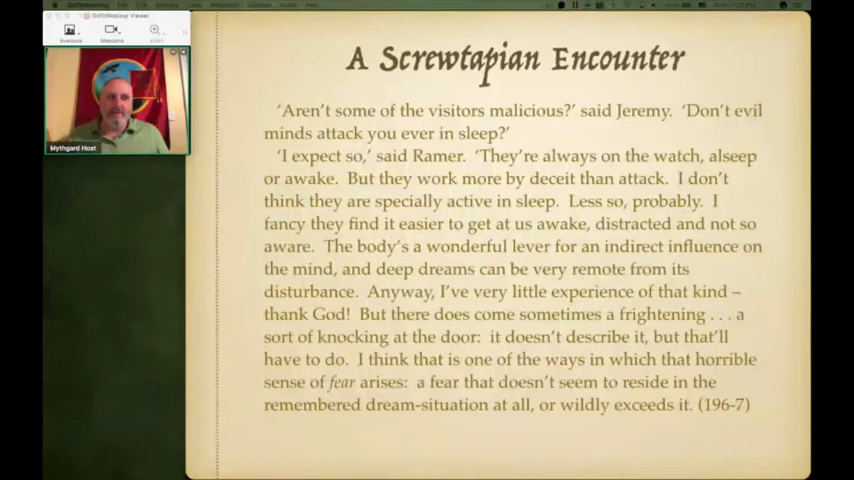 GoToWebinar Viewer
Everyone
Webcams
A Screwtapian Encounter
‘Aren’t some of the visitors malicious?’ said Jeremy. ‘Don’t evil
minds attack you ever in sleep?’
‘I expect so,’ said Ramer. ‘They’re always on the watch, alseep
or awake. But they work more by deceit than attack. I don’t
think they are specially active in sleep. Less so, probably. I
fancy they find it easier to get at us awake, distracted and not so
aware. The body’s a wonderful lever for an indirect influence on
the mind, and deep dreams can be very remote from its
disturbance. Anyway, I’ve very little experience of that kind –
thank God! But there does come sometimes a frightening . . . a
sort of knocking at the door: it doesn’t describe it, but that’ll
have to do. I think that is one of the ways in which that horrible
sense of fear arises: a fear that doesn’t seem to reside in the
remembered dream-situation at all, or wildly exceeds it. (196-7)
Mythgard Host